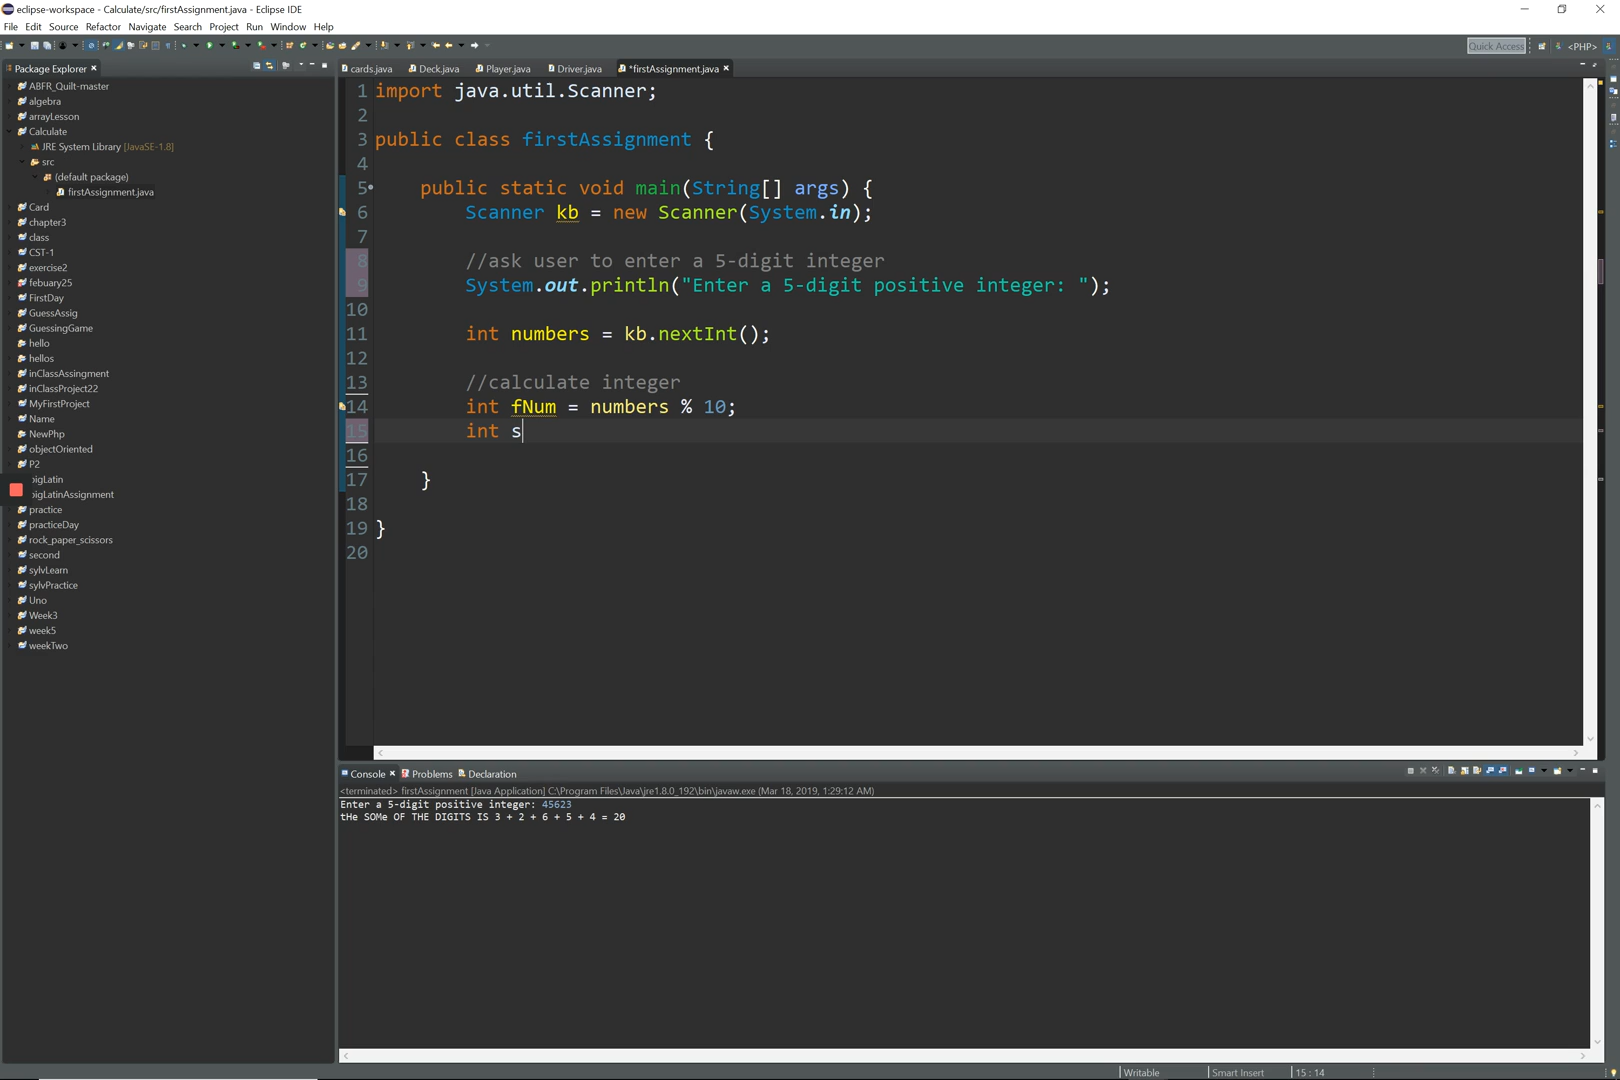 eclipse-workspace - Calculate/src/firstAssignment.java - Eclipse IDE
File Edit Source Refactor Navigate Search Project Run Window Help
Quick Access <PHP>
Package Explorer
ABFR_Quilt-master
algebra
arrayLesson
Calculate
JRE System Library [JavaSE-1.8]
src
(default package)
firstAssignment.java
Card
chapter3
class
CST-1
exercise2
febuary25
FirstDay
GuessAssig
GuessingGame
hello
hellos
inClassAssingment
inClassProject22
MyFirstProject
Name
NewPhp
objectOriented
P2
pigLatin
pigLatinAssignment
practice
practiceDay
rock_paper_scissors
second
sylvLearn
sylvPractice
Uno
Week3
week5
weekTwo
cards.java Deck.java Player.java Driver.java *firstAssignment.java
1 import java.util.Scanner;
2
3 public class firstAssignment {
4
5 public static void main(String[] args) {
6 Scanner kb = new Scanner(System.in);
7
8 //ask user to enter a 5-digit integer
9 System.out.println("Enter a 5-digit positive integer: ");
10
11 int numbers = kb.nextInt();
12
13 //calculate integer
14 int fNum = numbers % 10;
15 int s
16
17 }
18
19 }
20
Console Problems Declaration
<terminated> firstAssignment [Java Application] C:\Program Files\Java\jre1.8.0_192\bin\javaw.exe (Mar 18, 2019, 1:29:12 AM)
Enter a 5-digit positive integer: 45623
tHe SOMe OF THE DIGITS IS 3 + 2 + 6 + 5 + 4 = 20
Writable Smart Insert 15 : 14